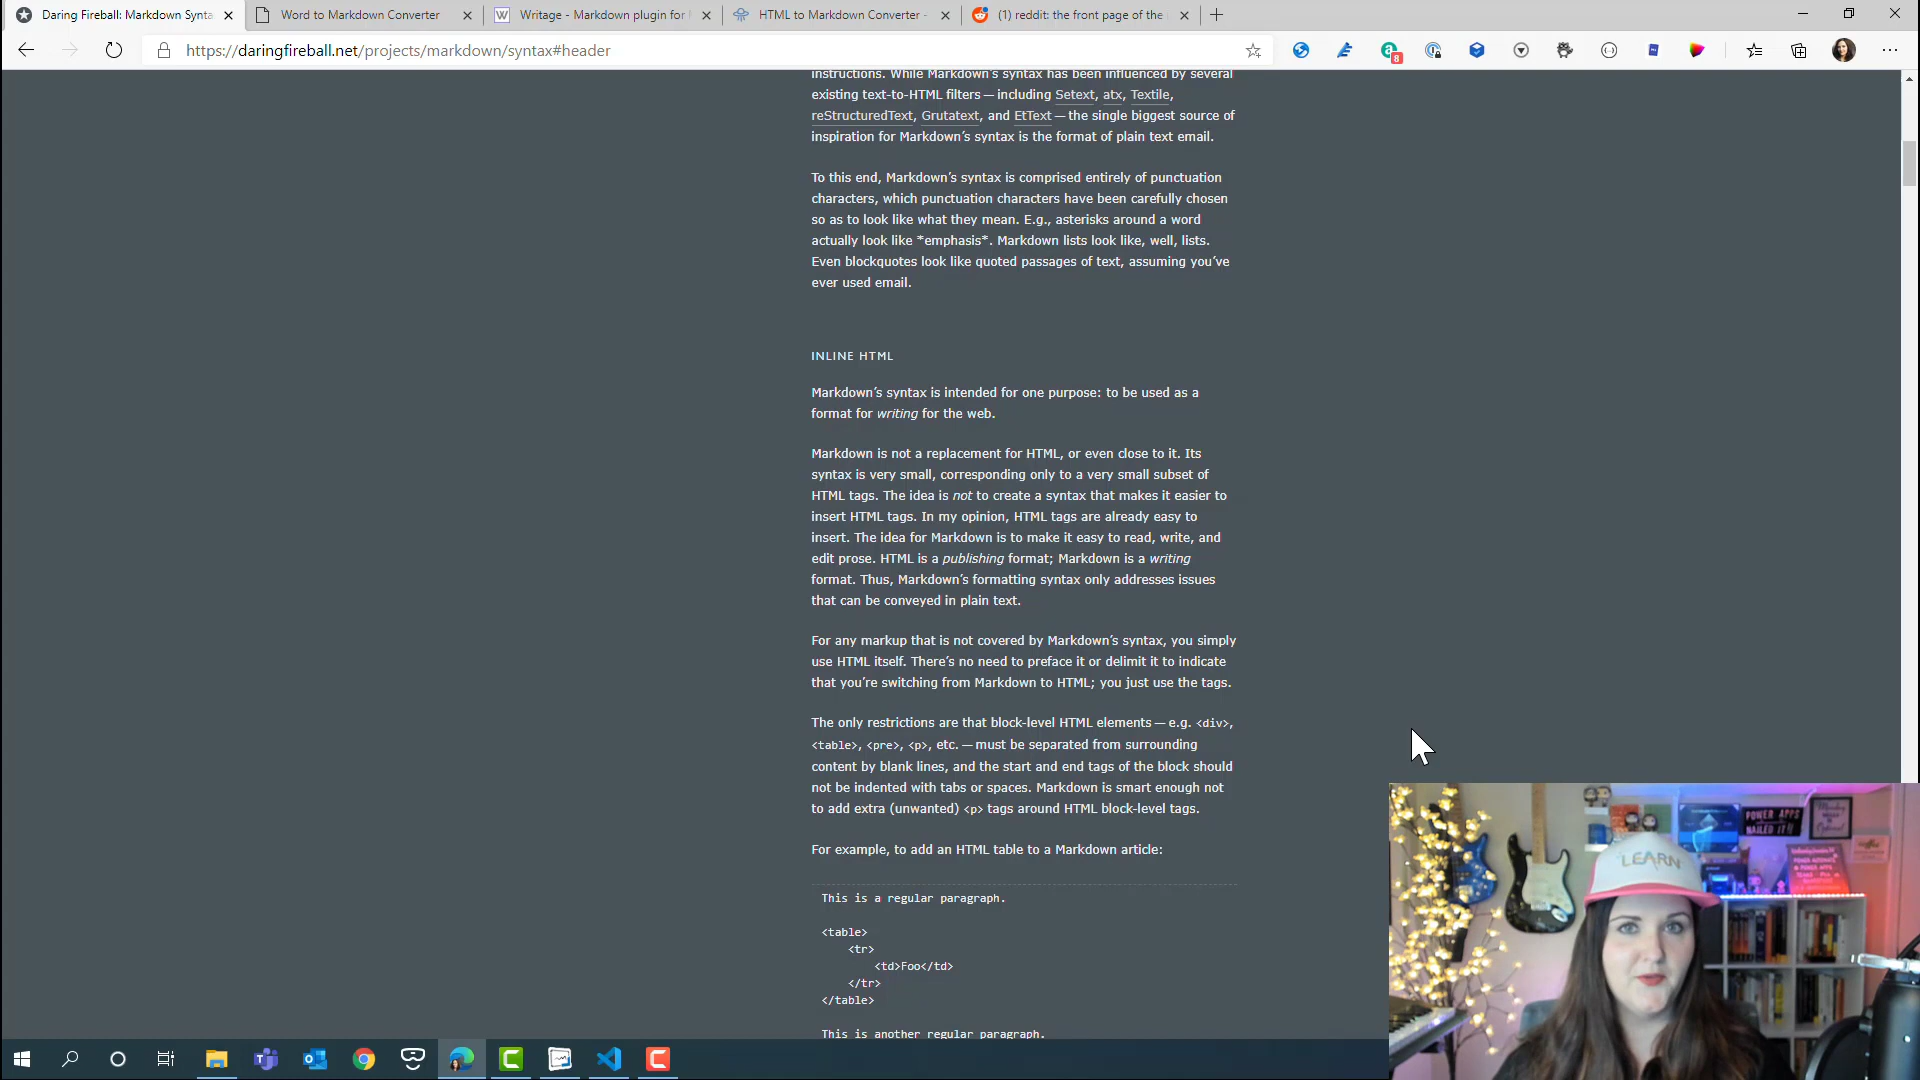 Daring Fireball: Markdown Synta
Word to Markdown Converter
Writage - Markdown plugin for
HTML to Markdown Converter -
(1) reddit: the front page of the
https://daringfireball.net/projects/markdown/syntax#header
8
instructions. While Markdown’s syntax has been influenced by several
existing text-to-HTML filters — including Setext, atx, Textile,
reStructuredText, Grutatext, and EtText — the single biggest source of
inspiration for Markdown’s syntax is the format of plain text email.
To this end, Markdown’s syntax is comprised entirely of punctuation
characters, which punctuation characters have been carefully chosen
so as to look like what they mean. E.g., asterisks around a word
actually look like *emphasis*. Markdown lists look like, well, lists.
Even blockquotes look like quoted passages of text, assuming you’ve
ever used email.
INLINE HTML
Markdown’s syntax is intended for one purpose: to be used as a
format for writing for the web.
Markdown is not a replacement for HTML, or even close to it. Its
syntax is very small, corresponding only to a very small subset of
HTML tags. The idea is not to create a syntax that makes it easier to
insert HTML tags. In my opinion, HTML tags are already easy to
insert. The idea for Markdown is to make it easy to read, write, and
edit prose. HTML is a publishing format; Markdown is a writing
format. Thus, Markdown’s formatting syntax only addresses issues
that can be conveyed in plain text.
For any markup that is not covered by Markdown’s syntax, you simply
use HTML itself. There’s no need to preface it or delimit it to indicate
that you’re switching from Markdown to HTML; you just use the tags.
The only restrictions are that block-level HTML elements — e.g. <div>,
<table>, <pre>, <p>, etc. — must be separated from surrounding
content by blank lines, and the start and end tags of the block should
not be indented with tabs or spaces. Markdown is smart enough not
to add extra (unwanted) <p> tags around HTML block-level tags.
For example, to add an HTML table to a Markdown article:
This is a regular paragraph.
<table>
<tr>
<td>Foo</td>
</tr>
</table>
This is another regular paragraph.
POWER APPS
NAILED IT!!
LEARN